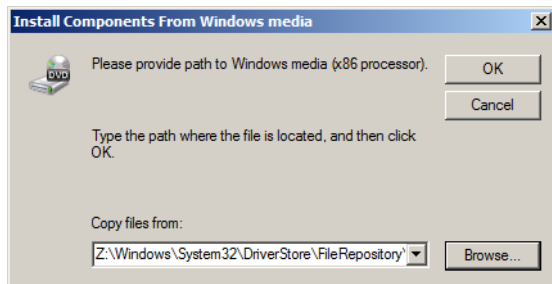 Install Components From Windows media
Please provide path to Windows media (x86 processor).
OK
Cancel
Type the path where the file is located, and then click
OK.
Copy files from:
Z:\Windows\System32\DriverStore\FileRepository\
Browse...
DVD